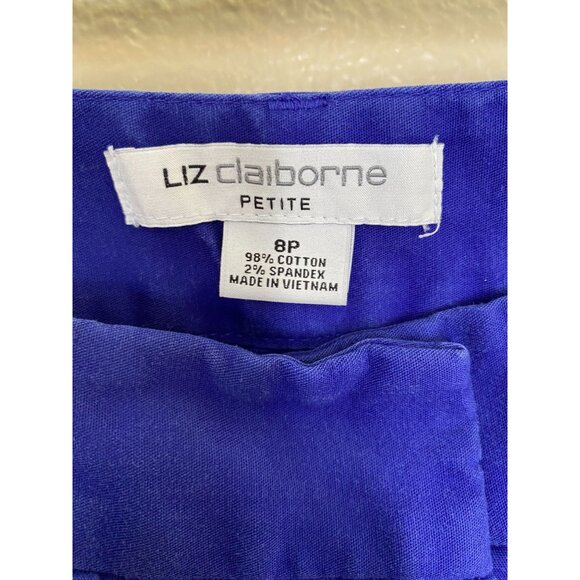 LIZ claiborne
PETITE
8P
98% COTTON
2% SPANDEX
MADE IN VIETNAM